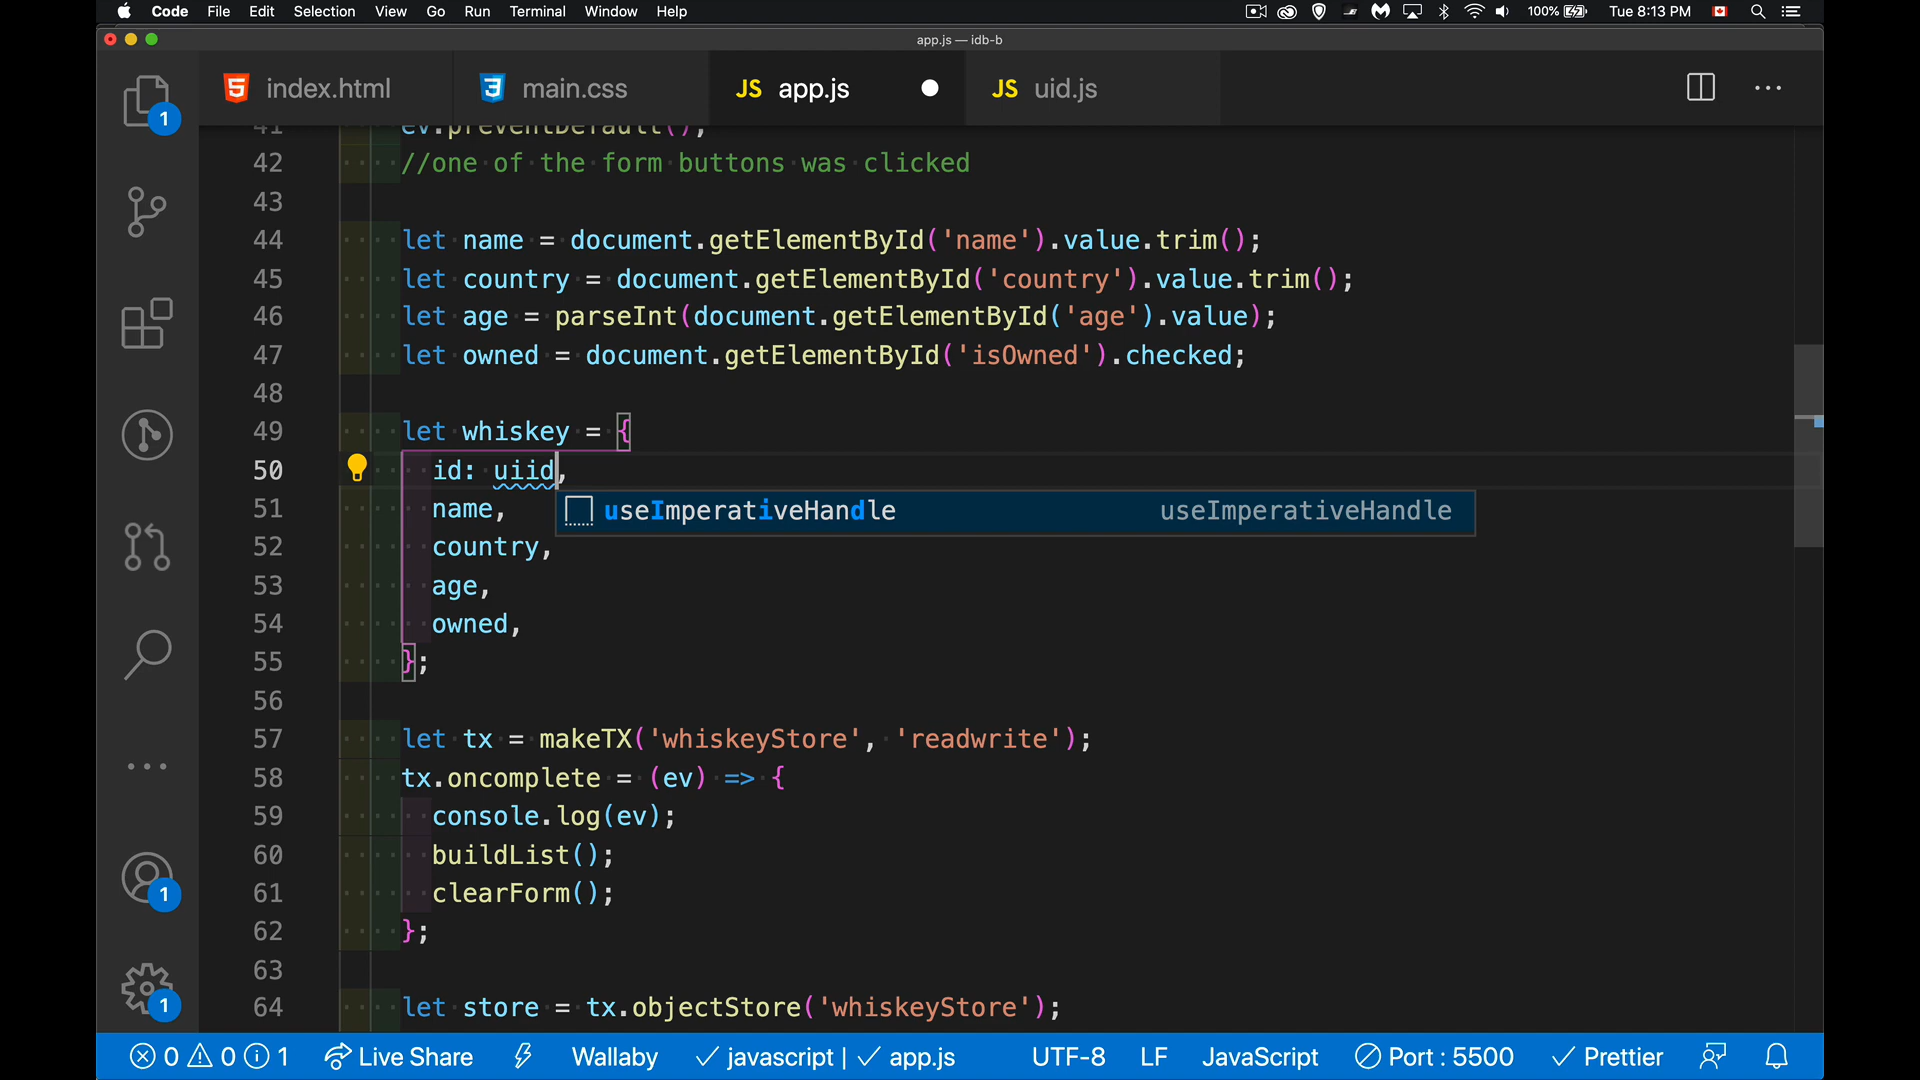 Code File Edit Selection View Go Run Terminal Window Help 100% Tue 8:13 PM
app.js — idb-b
index.html main.css JS app.js JS uid.js
41 ev.preventDefault();
42 //one of the form buttons was clicked
43
44 let name = document.getElementById('name').value.trim();
45 let country = document.getElementById('country').value.trim();
46 let age = parseInt(document.getElementById('age').value);
47 let owned = document.getElementById('isOwned').checked;
48
49 let whiskey = {
50 id: uiid,
51 name,
useImperativeHandle useImperativeHandle
52 country,
53 age,
54 owned,
55 };
56
57 let tx = makeTX('whiskeyStore', 'readwrite');
58 tx.oncomplete = (ev) => {
59 console.log(ev);
60 buildList();
61 clearForm();
62 };
63
64 let store = tx.objectStore('whiskeyStore');
1
1
1
0 0 1 Live Share Wallaby javascript | app.js UTF-8 LF JavaScript Port : 5500 Prettier